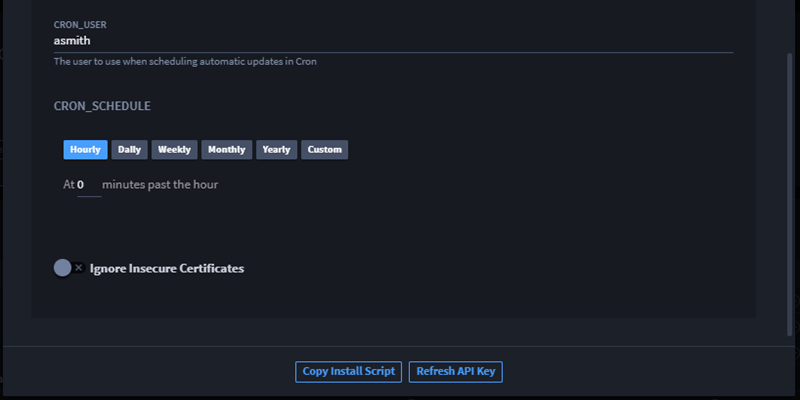 CRON_USER
asmith
The user to use when scheduling automatic updates in Cron
CRON_SCHEDULE
Hourly Daily Weekly Monthly Yearly Custom
At 0 minutes past the hour
Ignore Insecure Certificates
Copy Install Script Refresh API Key